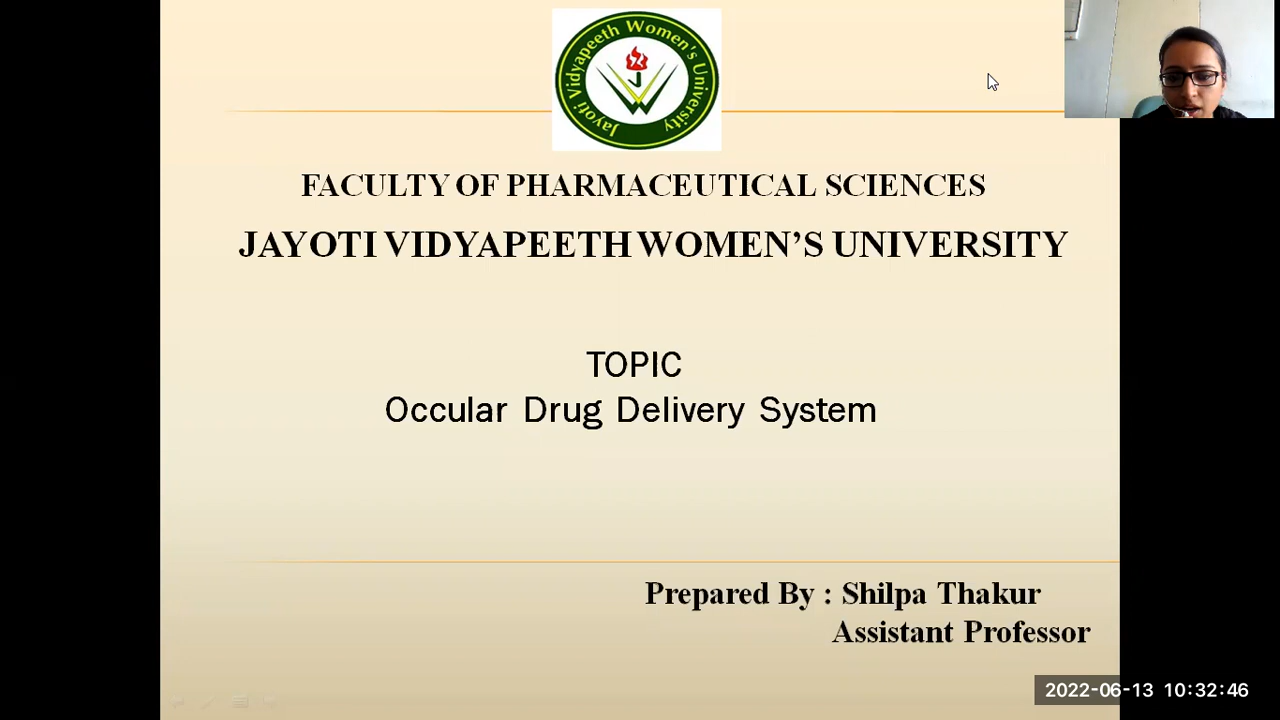 Jayoti Vidyapeeth Women's University
FACULTY OF PHARMACEUTICAL SCIENCES
JAYOTI VIDYAPEETH WOMEN’S UNIVERSITY
TOPIC
Occular Drug Delivery System
Prepared By : Shilpa Thakur
Assistant Professor
2022-06-13 10:32:46